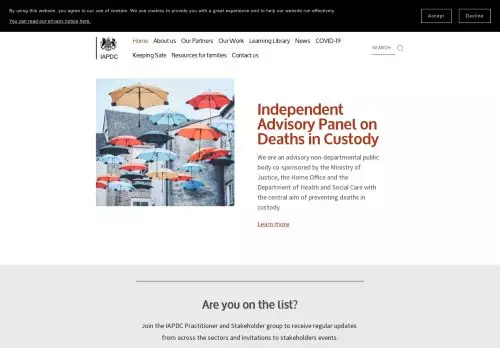 By using this website, you agree to our use of cookies. We use cookies to provide you with a great experience and to help our website run effectively.
You can read our privacy notice here.
Accept
Decline
IAPDC
Home About us Our Partners Our Work Learning Library News COVID-19
Keeping Safe Resources for families Contact us
SEARCH
Independent
Advisory Panel on
Deaths in Custody
We are an advisory non-departmental public
body co-sponsored by the Ministry of
Justice, the Home Office and the
Department of Health and Social Care with
the central aim of preventing deaths in
custody.
Learn more
Are you on the list?
Join the IAPDC Practitioner and Stakeholder group to receive regular updates
from across the sectors and invitations to stakeholders events.